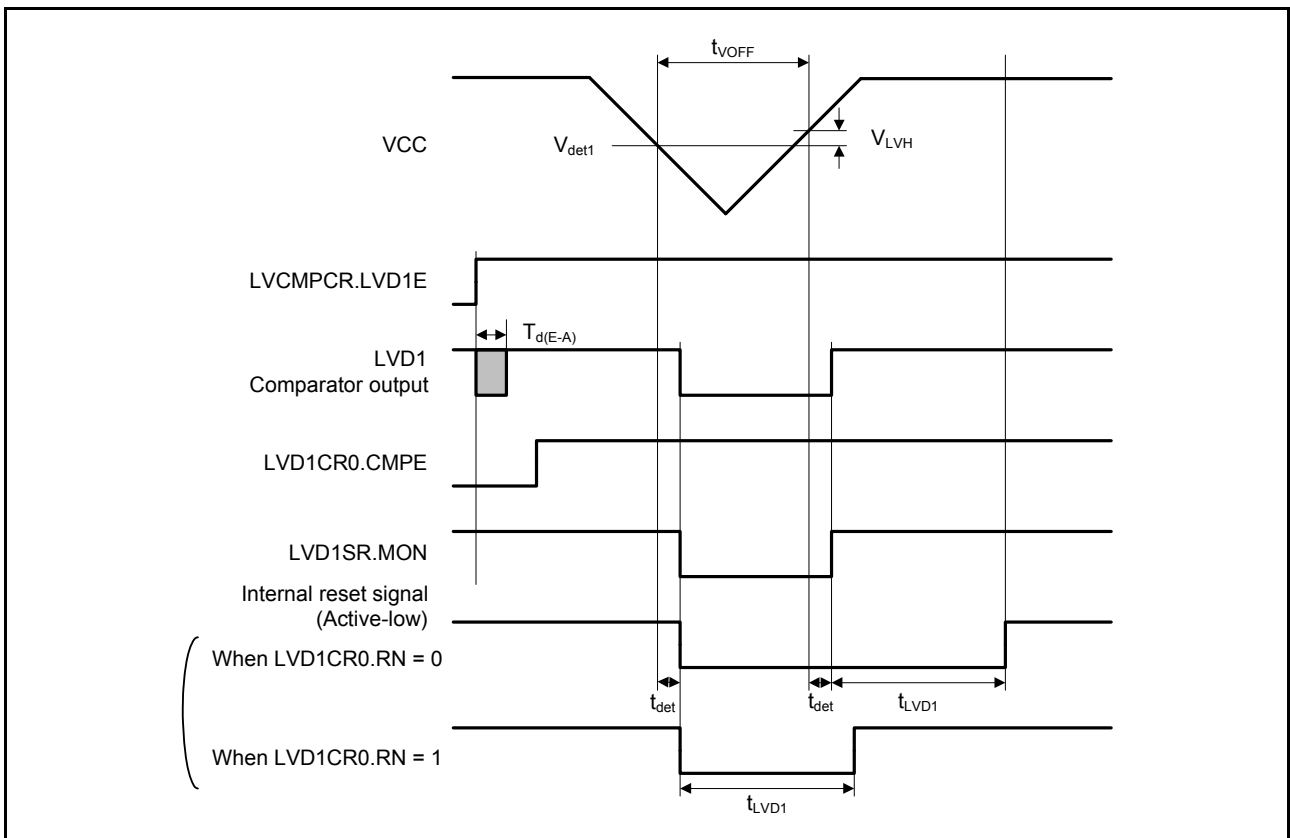 tVOFF
VCC
Vdet1
VLVH
LVCMPCR.LVD1E
Td(E-A)
LVD1
Comparator output
LVD1CR0.CMPE
LVD1SR.MON
Internal reset signal
(Active-low)
When LVD1CR0.RN = 0
tdet
tdet
tLVD1
When LVD1CR0.RN = 1
tLVD1